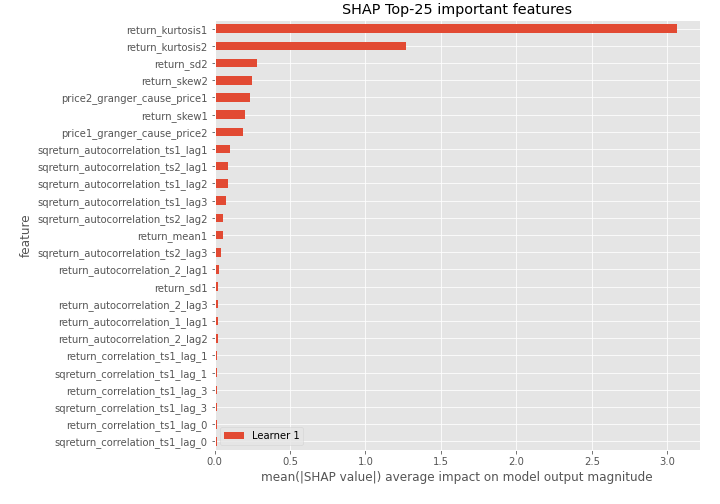 SHAP Top-25 important features
return_kurtosis1
return_kurtosis2
return_sd2
return_skew2
price2_granger_cause_price1
return_skew1
price1_granger_cause_price2
sqreturn_autocorrelation_ts1_lag1
sqreturn_autocorrelation_ts2_lag1
sqreturn_autocorrelation_ts1_lag2
sqreturn_autocorrelation_ts1_lag3
sqreturn_autocorrelation_ts2_lag2
return_mean1
sqreturn_autocorrelation_ts2_lag3
return_autocorrelation_2_lag1
return_sd1
return_autocorrelation_2_lag3
return_autocorrelation_1_lag1
return_autocorrelation_2_lag2
return_correlation_ts1_lag_1
sqreturn_correlation_ts1_lag_1
return_correlation_ts1_lag_3
sqreturn_correlation_ts1_lag_3
return_correlation_ts1_lag_0
sqreturn_correlation_ts1_lag_0
feature
Learner 1
0.0 0.5 1.0 1.5 2.0 2.5 3.0
mean(|SHAP value|) average impact on model output magnitude